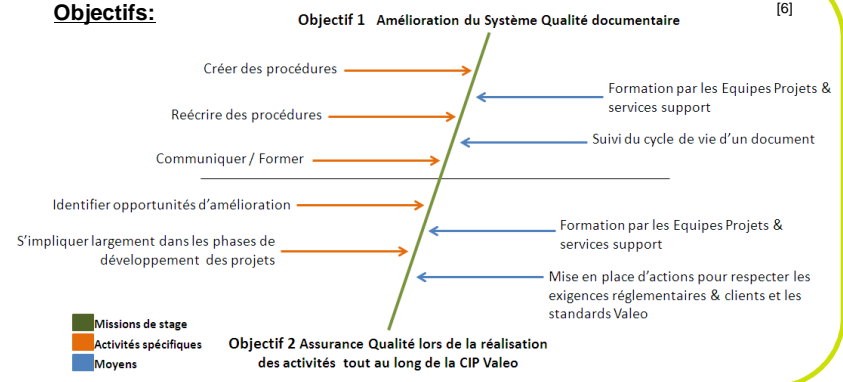 Objectifs:
Objectif 1 Amélioration du Système Qualité documentaire
[6]
Créer des procédures
Formation par les Equipes Projets &
services support
Reécrire des procédures
Suivi du cycle de vie d'un document
Communiquer / Former
Identifier opportunités d'amélioration
Formation par les Equipes Projets &
services support
S'impliquer largement dans les phases de
développement des projets
Mise en place d'actions pour respecter les
exigences réglementaires & clients et les
standards Valeo
Missions de stage
Activités spécifiques
Moyens
Objectif 2 Assurance Qualité lors de la réalisation
des activités tout au long de la CIP Valeo